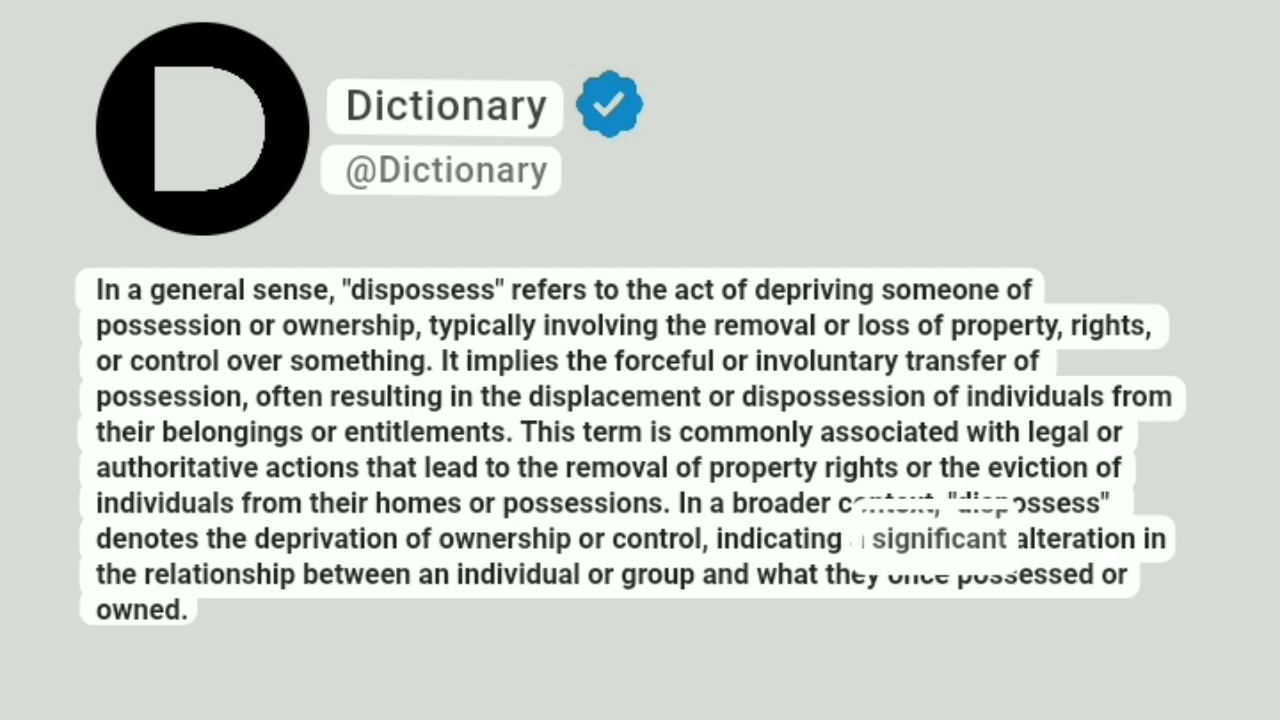 D
Dictionary
@Dictionary
In a general sense, "dispossess" refers to the act of depriving someone of
possession or ownership, typically involving the removal or loss of property, rights,
or control over something. It implies the forceful or involuntary transfer of
possession, often resulting in the displacement or dispossession of individuals from
their belongings or entitlements. This term is commonly associated with legal or
authoritative actions that lead to the removal of property rights or the eviction of
individuals from their homes or possessions. In a broader context, "dispossess"
denotes the deprivation of ownership or control, indicating a significant alteration in
the relationship between an individual or group and what they once possessed or
owned.